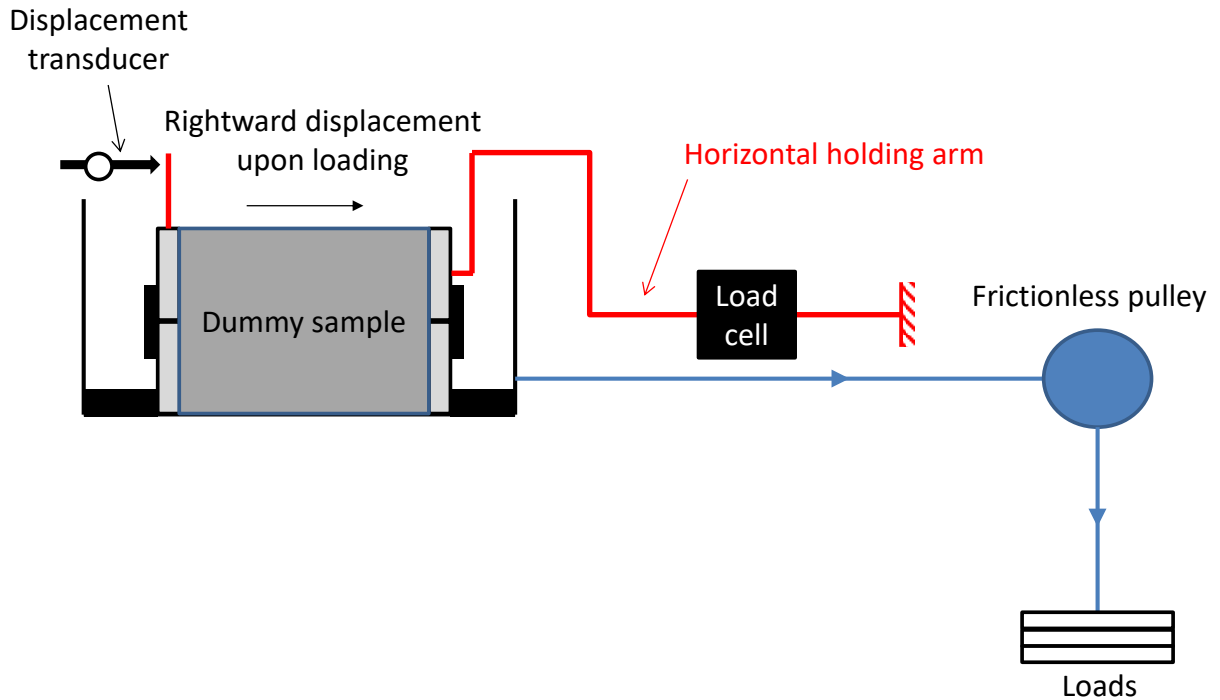 Displacement
transducer
Rightward displacement
upon loading
Horizontal holding arm
Dummy sample
Load
cell
Frictionless pulley
Loads